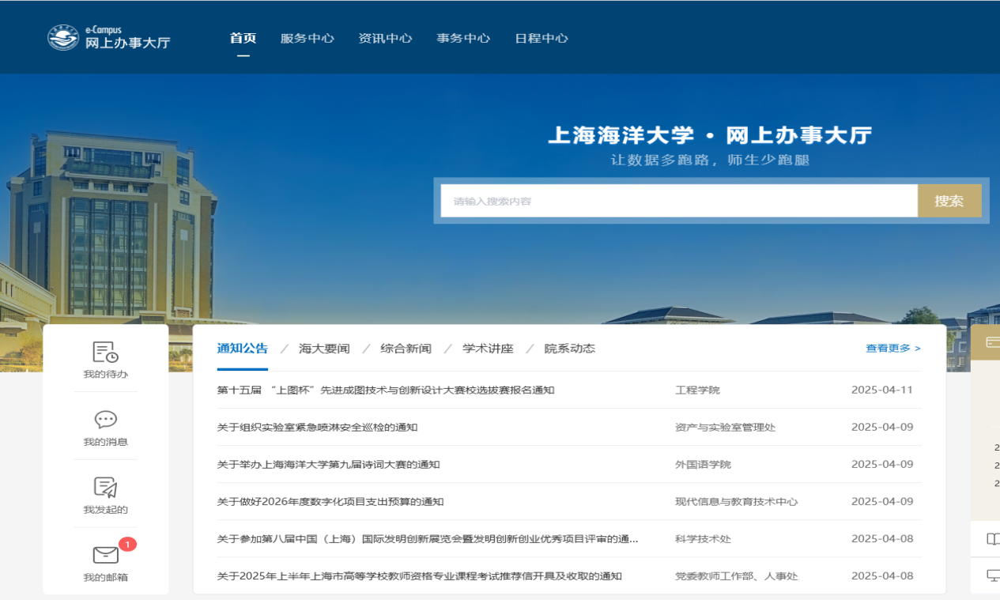 e-Campus
网上办事大厅
首页 服务中心 资讯中心 事务中心 日程中心
上海海洋大学·网上办事大厅
让数据多跑路，师生少跑腿
请输入搜索内容 搜索
我的待办
我的消息
我发起的
1
我的邮箱
通知公告 / 海大要闻 / 综合新闻 / 学术讲座 / 院系动态 查看更多 >
第十五届 “上图杯”先进成图技术与创新设计大赛校选拔赛报名通知 工程学院 2025-04-11
关于组织实验室紧急喷淋安全巡检的通知 资产与实验室管理处 2025-04-09
关于举办上海海洋大学第九届诗词大赛的通知 外国语学院 2025-04-09
关于做好2026年度数字化项目支出预算的通知 现代信息与教育技术中心 2025-04-09
关于参加第八届中国（上海）国际发明创新展览会暨发明创新创业优秀项目评审的通... 科学技术处 2025-04-08
关于2025年上半年上海市高等学校教师资格专业课程考试推荐信开具及收取的通知 党委教师工作部、人事处 2025-04-08
2
2
2